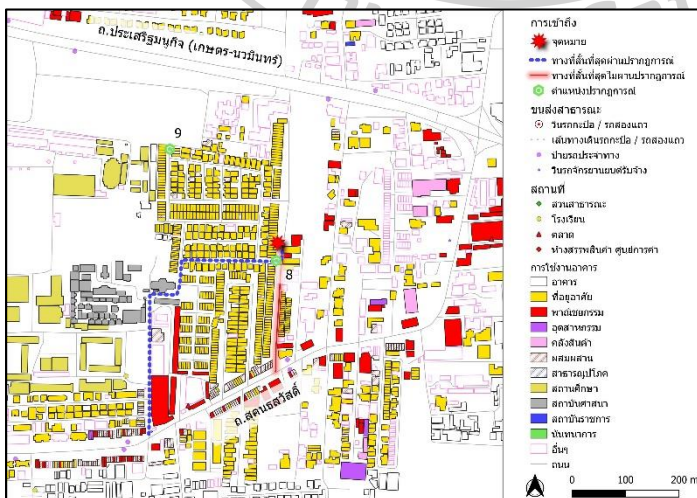 ถ.ประเสริฐมนูกิจ (เกษตร-นวมินทร์)
9
8
ถ.สุคนธสวัสดิ์
การเข้าถึง
จุดหมาย
ทางที่สั้นที่สุดผ่านปรากฏการณ์
ทางที่สั้นที่สุดไม่ผ่านปรากฏการณ์
ตำแหน่งปรากฏการณ์
ขนส่งสาธารณะ
วินรถกะป๊อ / รถสองแถว
เส้นทางเดินรถกะป๊อ / รถสองแถว
ป้ายรถประจำทาง
วินรถจักรยานยนต์รับจ้าง
สถานที่
สวนสาธารณะ
โรงเรียน
ตลาด
ห้างสรรพสินค้า ศูนย์การค้า
การใช้งานอาคาร
อาคาร
ที่อยู่อาศัย
พาณิชยกรรม
อุตสาหกรรม
คลังสินค้า
ผสมผสาน
สาธารณูปโภค
สถานศึกษา
สถาบันศาสนา
สถาบันราชการ
นันทนาการ
อื่นๆ
ถนน
0 100 200 m